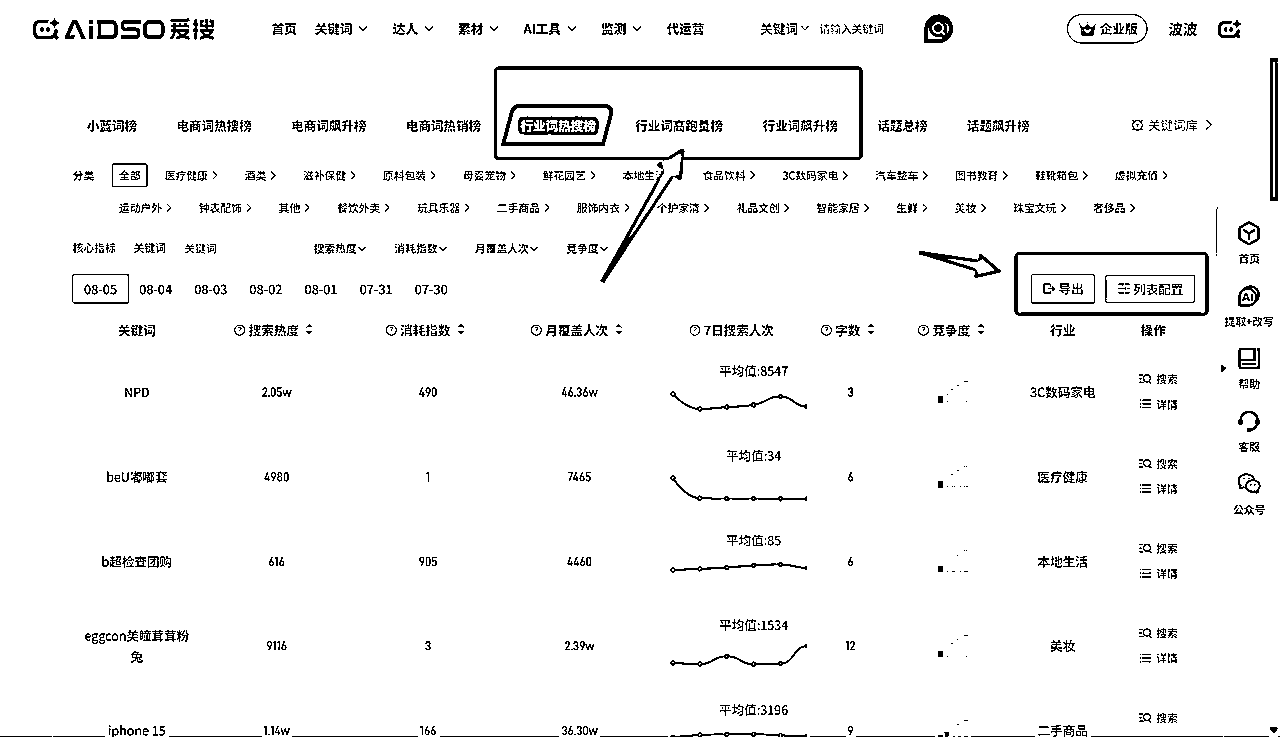 AiDSO爱搜 首页 关键词 达人 素材 AI工具 监测 代运营 关键词 请输入关键词 企业版 波波
小蓝词榜 电商词热搜榜 电商词飙升榜 电商词热销榜 行业词热搜榜 行业词高跑量榜 行业词飙升榜 话题总榜 话题飙升榜 关键词库
分类 全部 医疗健康 酒类 滋补保健 原料包装 母婴宠物 鲜花园艺 本地生 食品饮料 3C数码家电 汽车整车 图书教育 鞋靴箱包 虚拟充值
运动户外 钟表配饰 其他 餐饮外卖 玩具乐器 二手商品 服饰内衣 个护家清 礼品文创 智能家居 生鲜 美妆 珠宝文玩 奢侈品
核心指标 关键词 关键词 搜索热度 消耗指数 月覆盖人次 竞争度
08-05 08-04 08-03 08-02 08-01 07-31 07-30 导出 列表配置
关键词 搜索热度 消耗指数 月覆盖人次 7日搜索人次 字数 竞争度 行业 操作
平均值:8547
NPD 2.05w 490 46.36w 3 3C数码家电 搜索
详情
平均值:34
beU嘟嘟套 4980 1 7465 6 医疗健康 搜索
详情
平均值:85
b超检查团购 616 905 4460 6 本地生活 搜索
详情
平均值:1534
eggcon美瞳茸茸粉兔 9116 3 2.39w 12 美妆 搜索
详情
平均值:3196
iphone 15 1.14w 166 36.30w 9 二手商品 搜索
首页
AI
提取+改写
帮助
客服
公众号